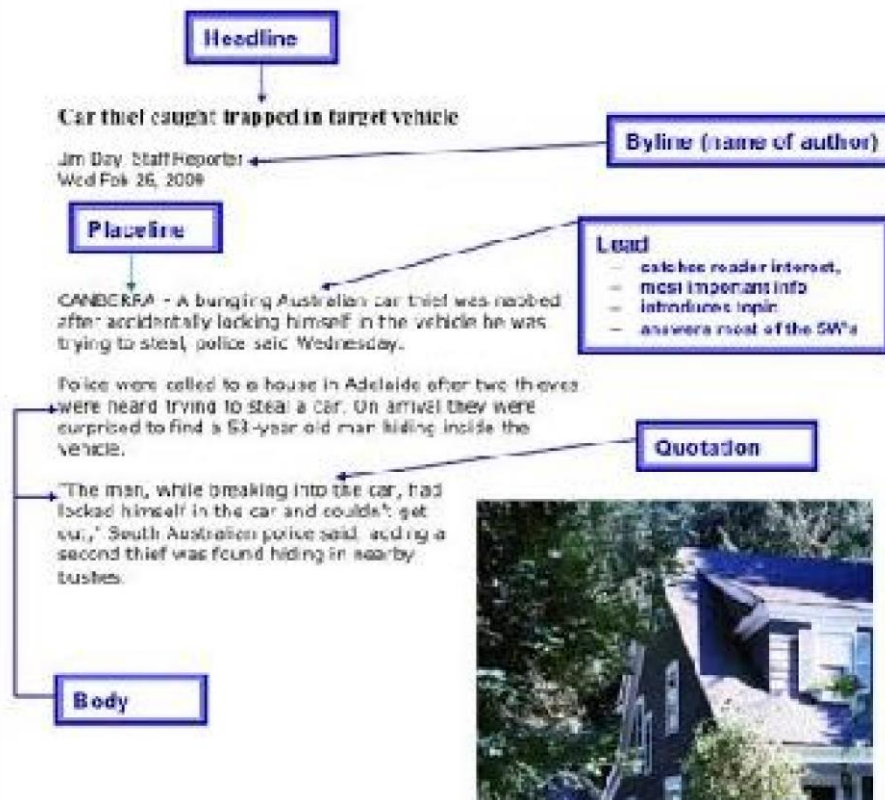 Headline
Car thief caught trapped in target vehicle
Byline (name of author)
Jim Day Staff Reporter
Wed Feb 26, 2009
Placeline
Lead
– catches reader interest,
– most important info
– introduces topic
– answers most of the 5W's
CANBERRA - A bungling Australian car thief was nabbed
after accidentally locking himself in the vehicle he was
trying to steal, police said Wednesday.
Police were called to a house in Adelaide after two thieves
were heard trying to steal a car. On arrival they were
surprised to find a 53-year old man hiding inside the
vehicle.
Quotation
"The man, while breaking into the car, had
locked himself in the car and couldn't get
out," South Australian police said, adding a
second thief was found hiding in nearby
bushes.
Body